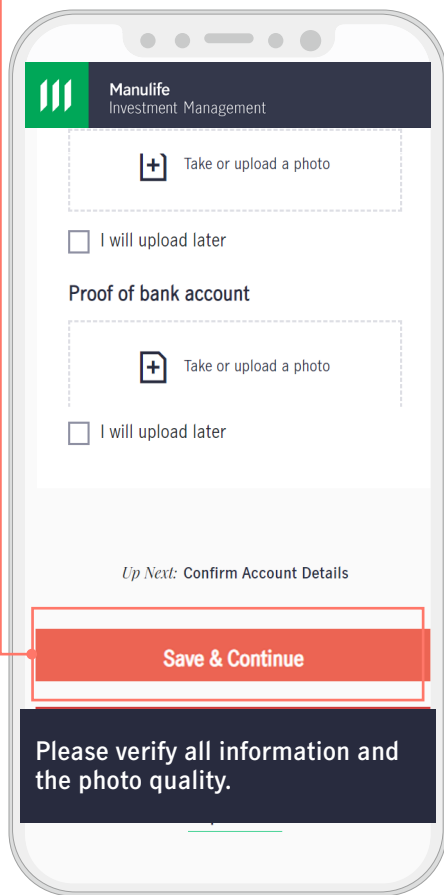 Manulife
Investment Management
Take or upload a photo
I will upload later
Proof of bank account
Take or upload a photo
I will upload later
Up Next: Confirm Account Details
Save & Continue
Please verify all information and
the photo quality.